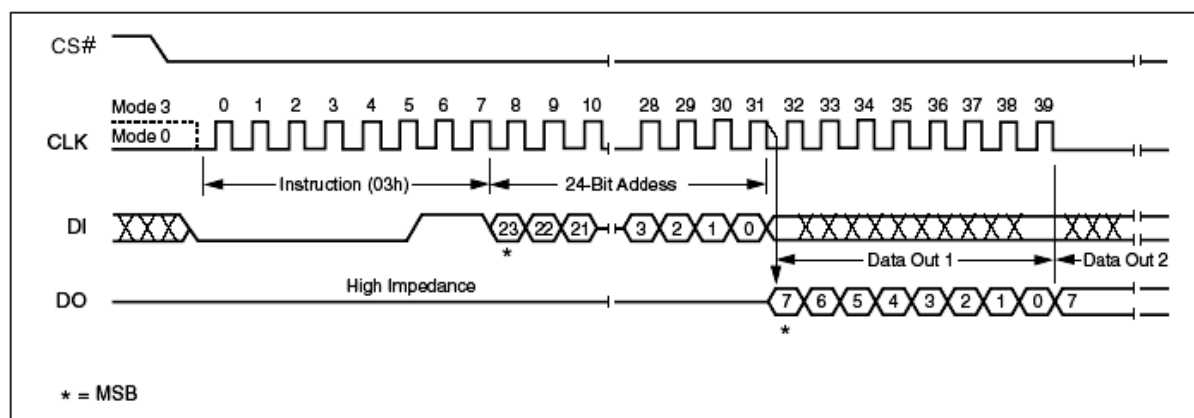 CS#
Mode 3 0 1 2 3 4 5 6 7 8 9 10 28 29 30 31 32 33 34 35 36 37 38 39
Mode 0
CLK
Instruction (03h) 24-Bit Addess
DI 23 22 21 3 2 1 0
* Data Out 1 Data Out 2
High Impedance
DO 7 6 5 4 3 2 1 0 7
*
* = MSB